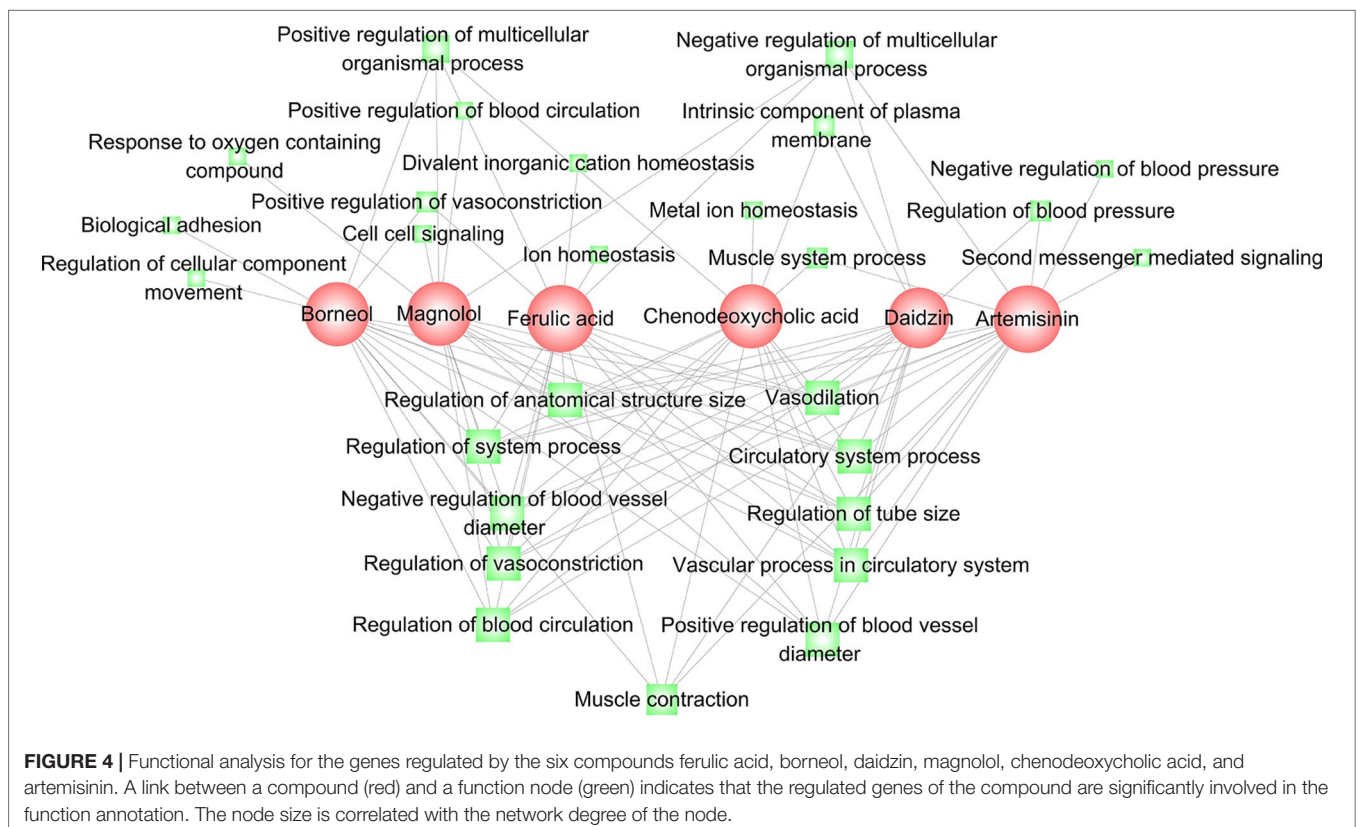 Positive regulation of multicellular
organismal process
Negative regulation of multicellular
organismal process
Positive regulation of blood circulation
Intrinsic component of plasma
membrane
Response to oxygen containing
compound
Divalent inorganic cation homeostasis
Negative regulation of blood pressure
Positive regulation of vasoconstriction
Metal ion homeostasis
Regulation of blood pressure
Biological adhesion
Cell cell signaling
Ion homeostasis
Muscle system process
Second messenger mediated signaling
Regulation of cellular component
movement
Borneol
Magnolol
Ferulic acid
Chenodeoxycholic acid
Daidzin
Artemisinin
Regulation of anatomical structure size
Vasodilation
Regulation of system process
Circulatory system process
Negative regulation of blood vessel
diameter
Regulation of tube size
Regulation of vasoconstriction
Vascular process in circulatory system
Regulation of blood circulation
Positive regulation of blood vessel
diameter
Muscle contraction
FIGURE 4 | Functional analysis for the genes regulated by the six compounds ferulic acid, borneol, daidzin, magnolol, chenodeoxycholic acid, and
artemisinin. A link between a compound (red) and a function node (green) indicates that the regulated genes of the compound are significantly involved in the
function annotation. The node size is correlated with the network degree of the node.